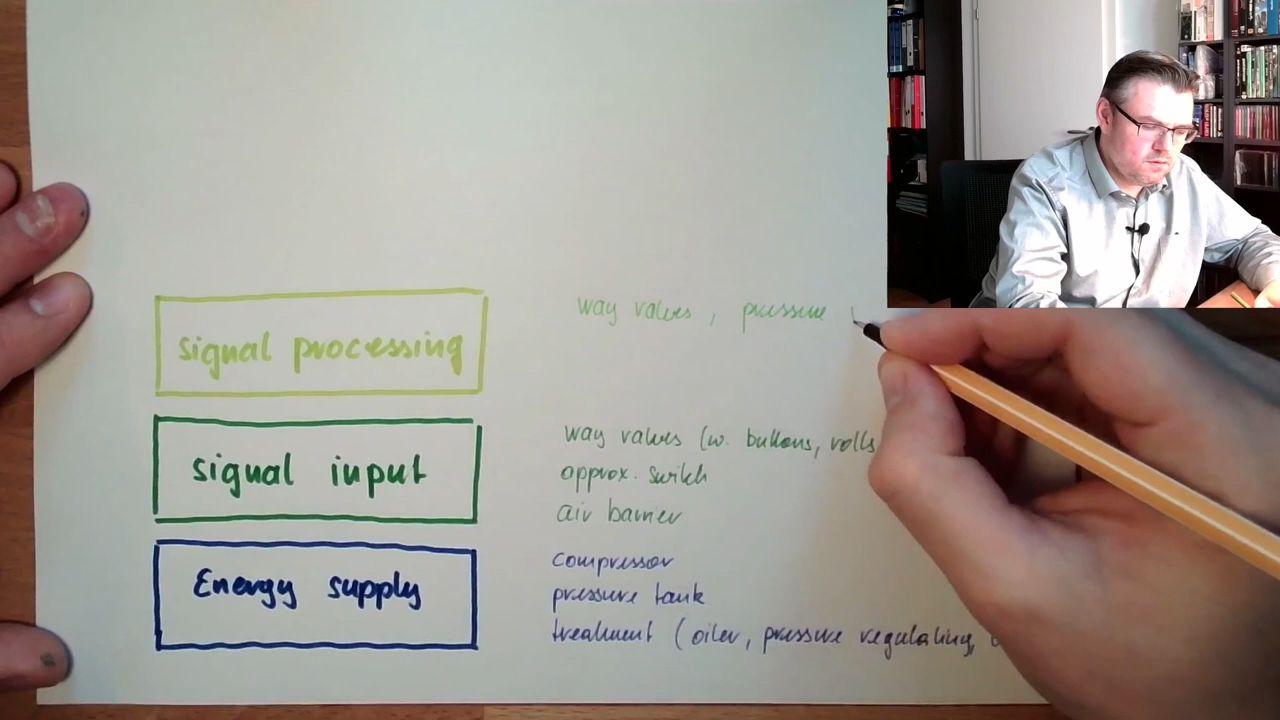 way valves, pressure
signal processing
way valves (w. buttons, rolls
signal input
approx. switch
air barrier
compressor
Energy supply
pressure tank
treatment (oiler, pressure regulating,